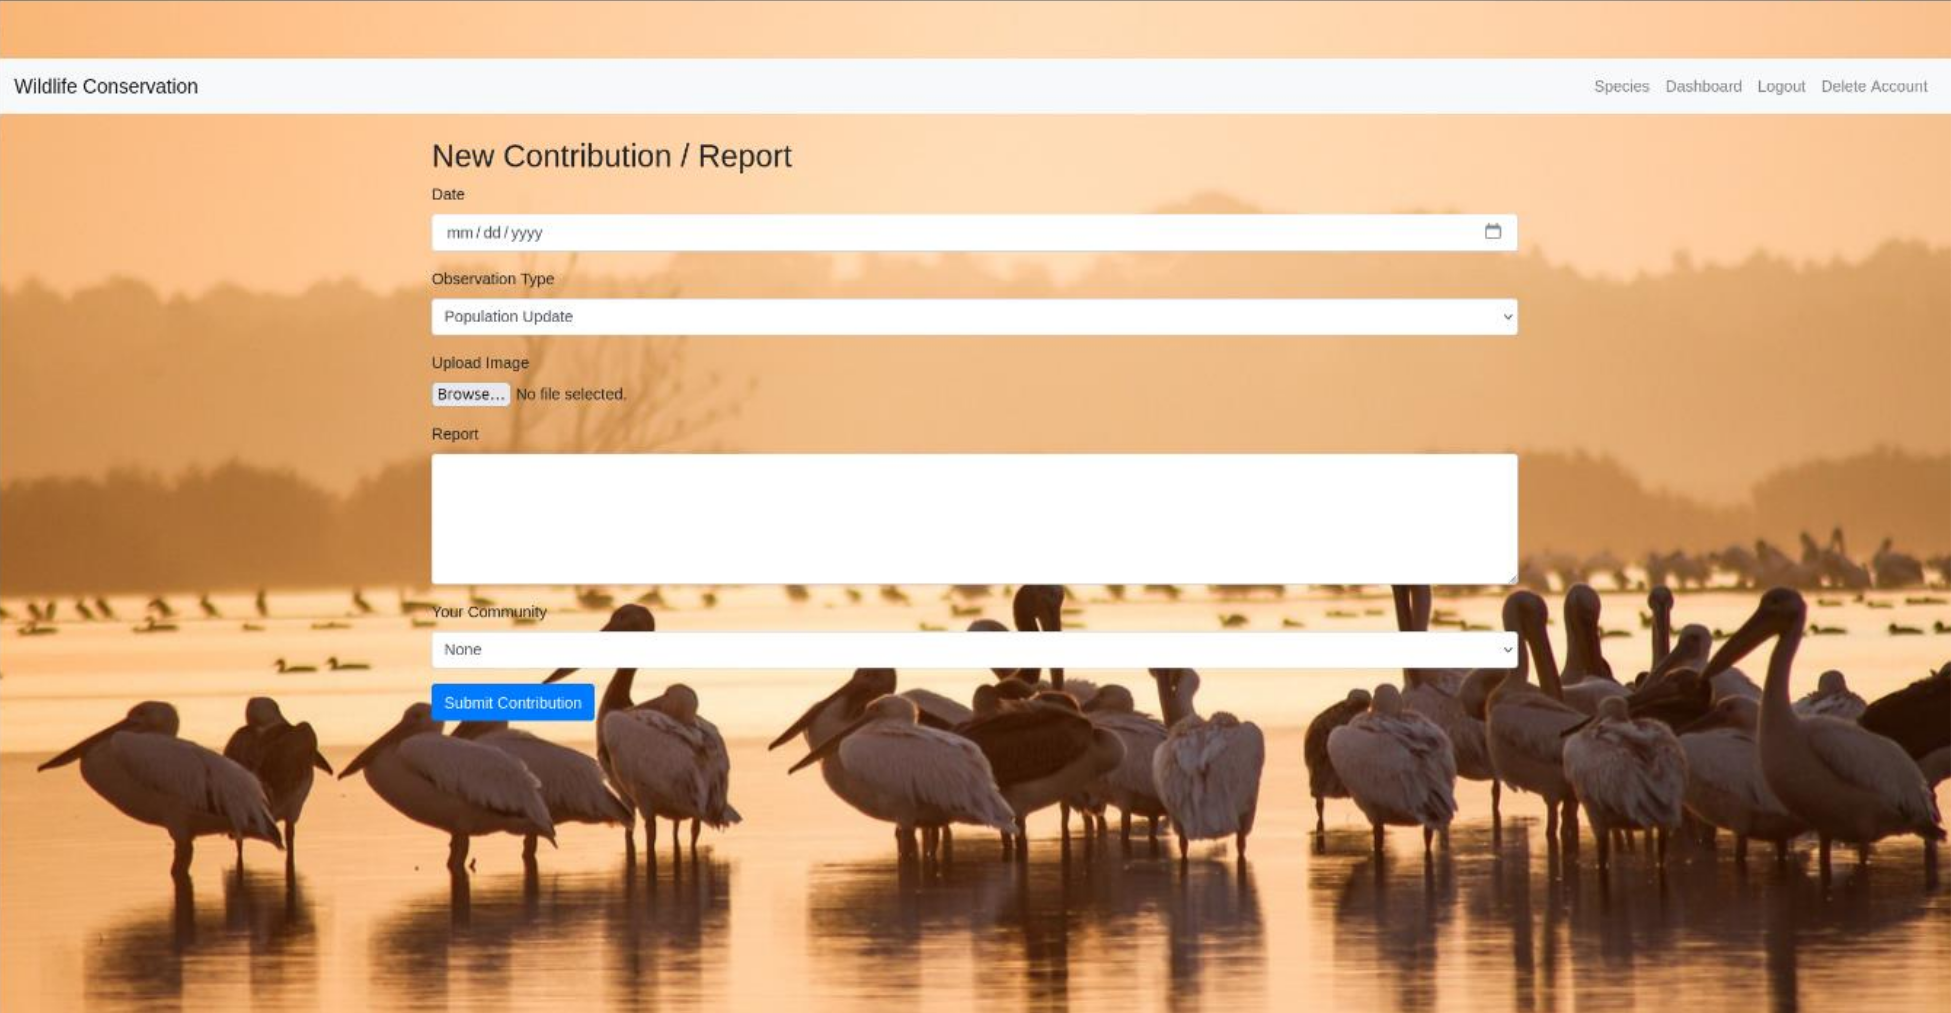 Wildlife Conservation
Species Dashboard Logout Delete Account
New Contribution / Report
Date
mm / dd / yyyy
Observation Type
Population Update
Upload Image
Browse... No file selected.
Report
Your Community
None
Submit Contribution